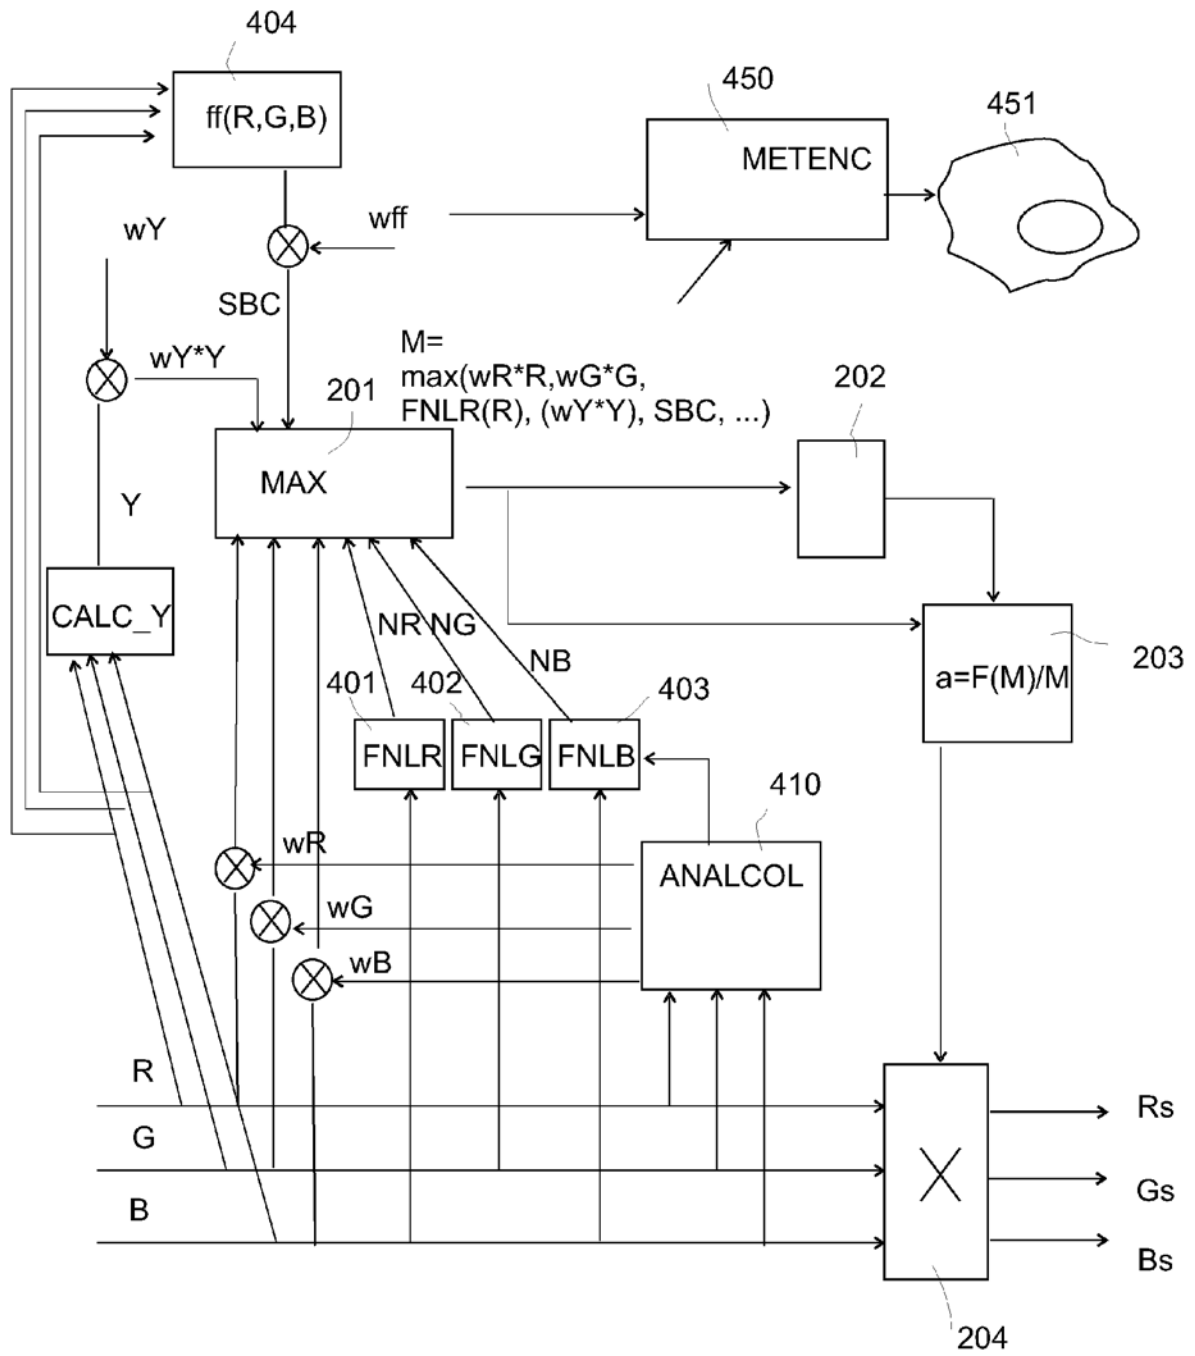 404
ff(R,G,B)
450
METENC
451
wY
wff
SBC
wY*Y
M=
max(wR*R,wG*G,
FNLR(R), (wY*Y), SBC, ...)
201
202
MAX
Y
CALC_Y
NR
NG
NB
203
a=F(M)/M
401
402
403
FNLR
FNLG
FNLB
410
ANALCOL
wR
wG
wB
R
G
B
Rs
Gs
Bs
204